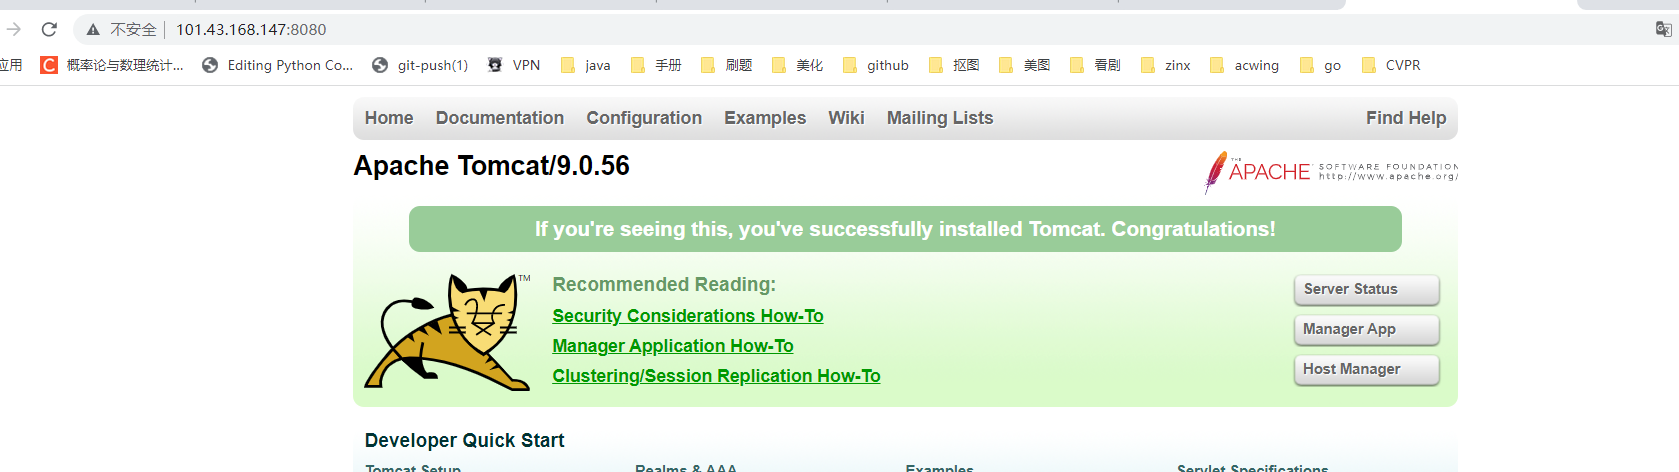 不安全 101.43.168.147:8080
应用 概率论与数理统计... Editing Python Co... git-push(1) VPN java 手册 刷题 美化 github 抠图 美图 看剧 zinx acwing go CVPR
Home Documentation Configuration Examples Wiki Mailing Lists Find Help
Apache Tomcat/9.0.56
THE APACHE SOFTWARE FOUNDATION
http://www.apache.org/
If you're seeing this, you've successfully installed Tomcat. Congratulations!
TM
Recommended Reading:
Security Considerations How-To
Manager Application How-To
Clustering/Session Replication How-To
Server Status
Manager App
Host Manager
Developer Quick Start
Tomcat Setup Realms & AAA Examples Servlet Specifications